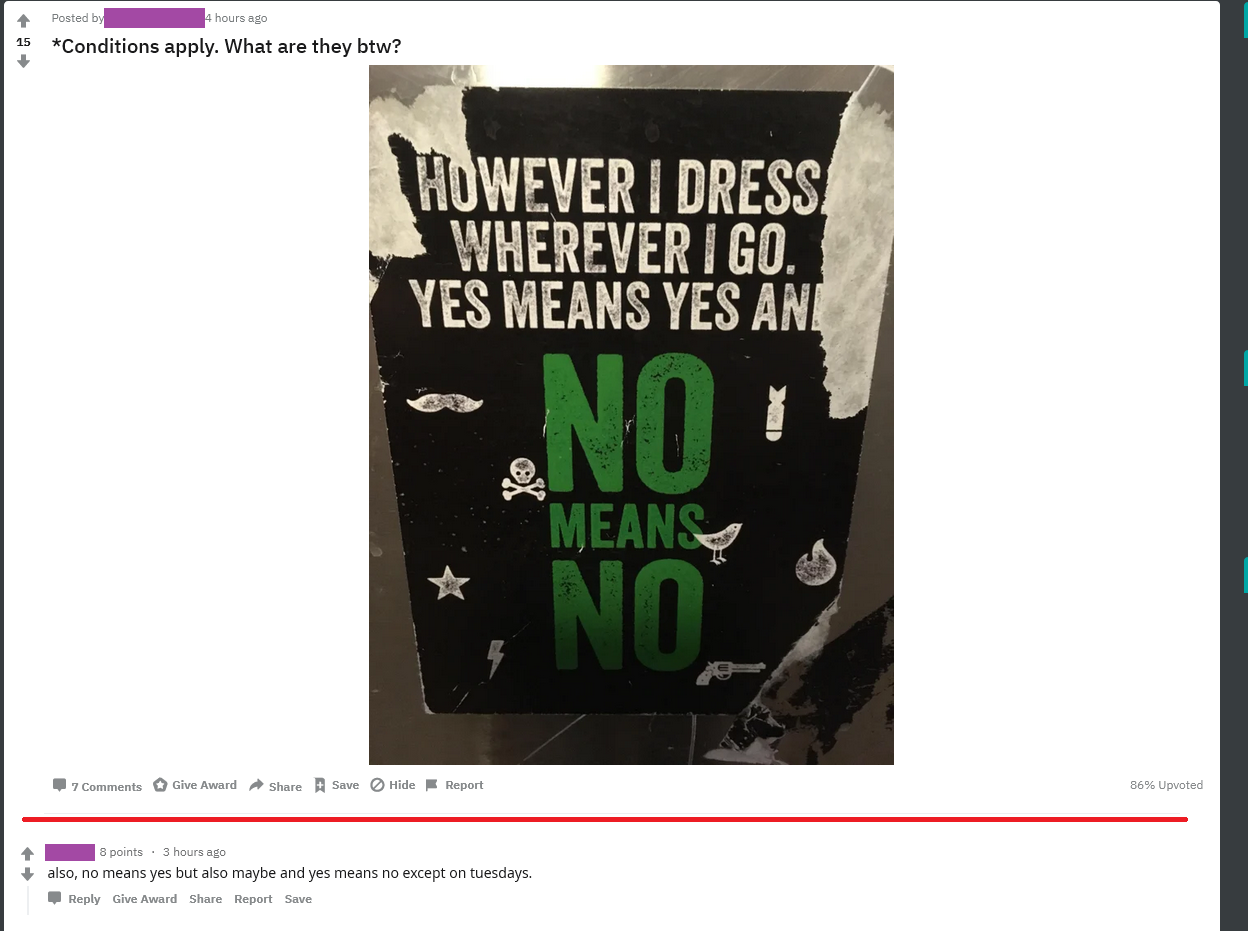 Posted by 4 hours ago
15
*Conditions apply. What are they btw?
HOWEVER I DRESS.
WHEREVER I GO.
YES MEANS YES AN
NO
MEANS
NO
7 Comments Give Award Share Save Hide Report 86% Upvoted
8 points · 3 hours ago
also, no means yes but also maybe and yes means no except on tuesdays.
Reply Give Award Share Report Save